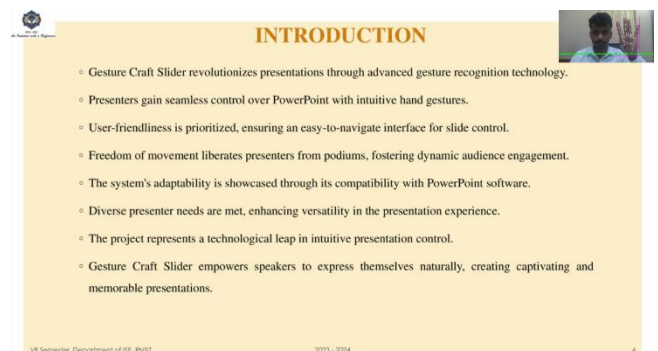 INTRODUCTION
Gesture Craft Slider revolutionizes presentations through advanced gesture recognition technology.
Presenters gain seamless control over PowerPoint with intuitive hand gestures.
User-friendliness is prioritized, ensuring an easy-to-navigate interface for slide control.
Freedom of movement liberates presenters from podiums, fostering dynamic audience engagement.
The system's adaptability is showcased through its compatibility with PowerPoint software.
Diverse presenter needs are met, enhancing versatility in the presentation experience.
The project represents a technological leap in intuitive presentation control.
Gesture Craft Slider empowers speakers to express themselves naturally, creating captivating and
memorable presentations.
VII Semester, Department of ISE, RNSIT
2023 - 2024
4